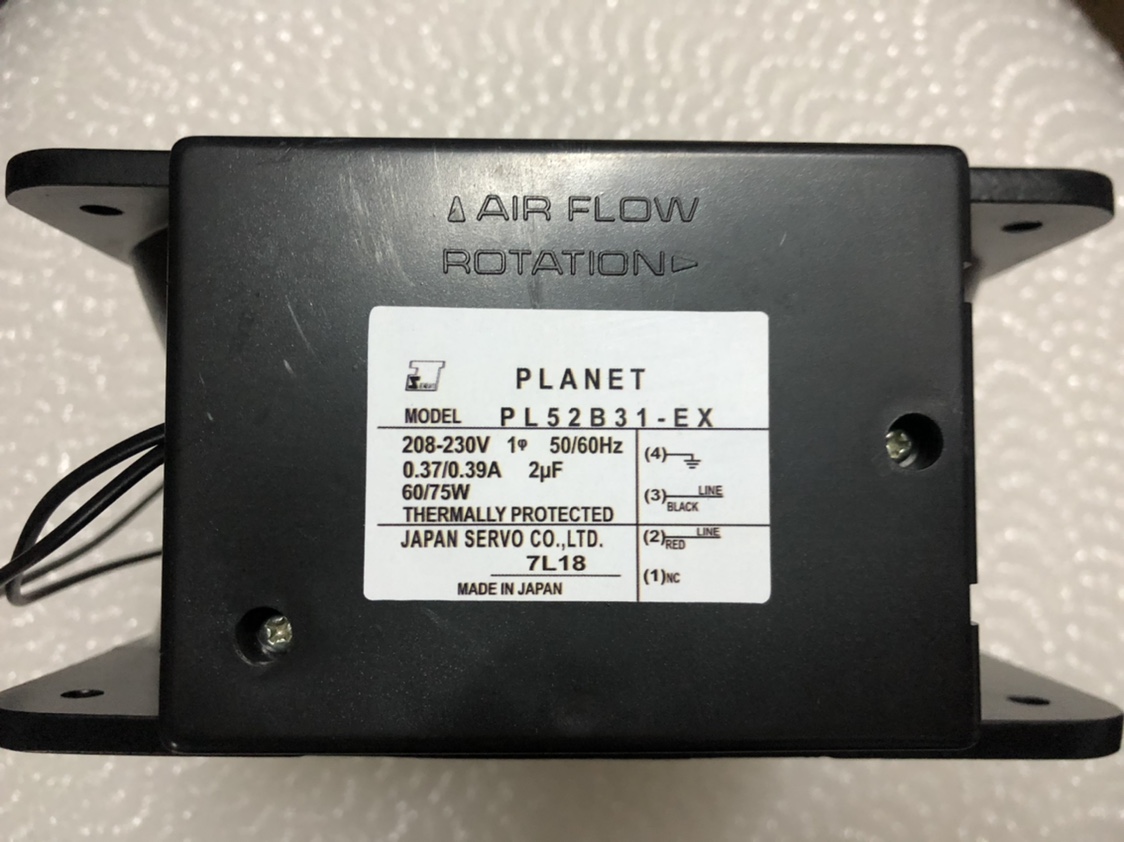 AIR FLOW
ROTATION
PLANET
MODEL PL52B31-EX
208-230V 1φ 50/60Hz
0.37/0.39A 2μF
60/75W
THERMALLY PROTECTED
JAPAN SERVO CO.,LTD.
7L18
MADE IN JAPAN
(4)
(3) LINE
BLACK
(2) LINE
RED
(1) NC